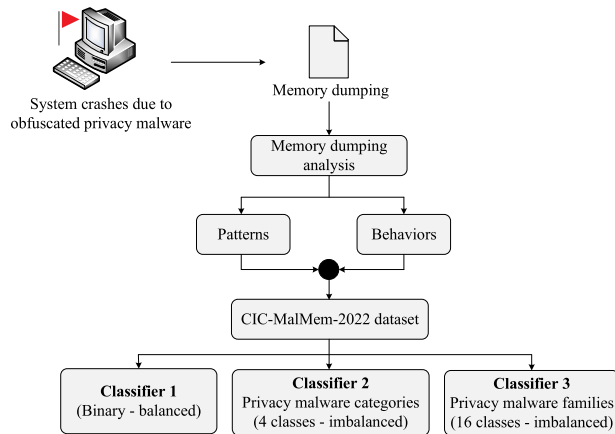 System crashes due to
obfuscated privacy malware
Memory dumping
Memory dumping
analysis
Patterns
Behaviors
CIC-MalMem-2022 dataset
Classifier 1
(Binary - balanced)
Classifier 2
Privacy malware categories
(4 classes - imbalanced)
Classifier 3
Privacy malware families
(16 classes - imbalanced)